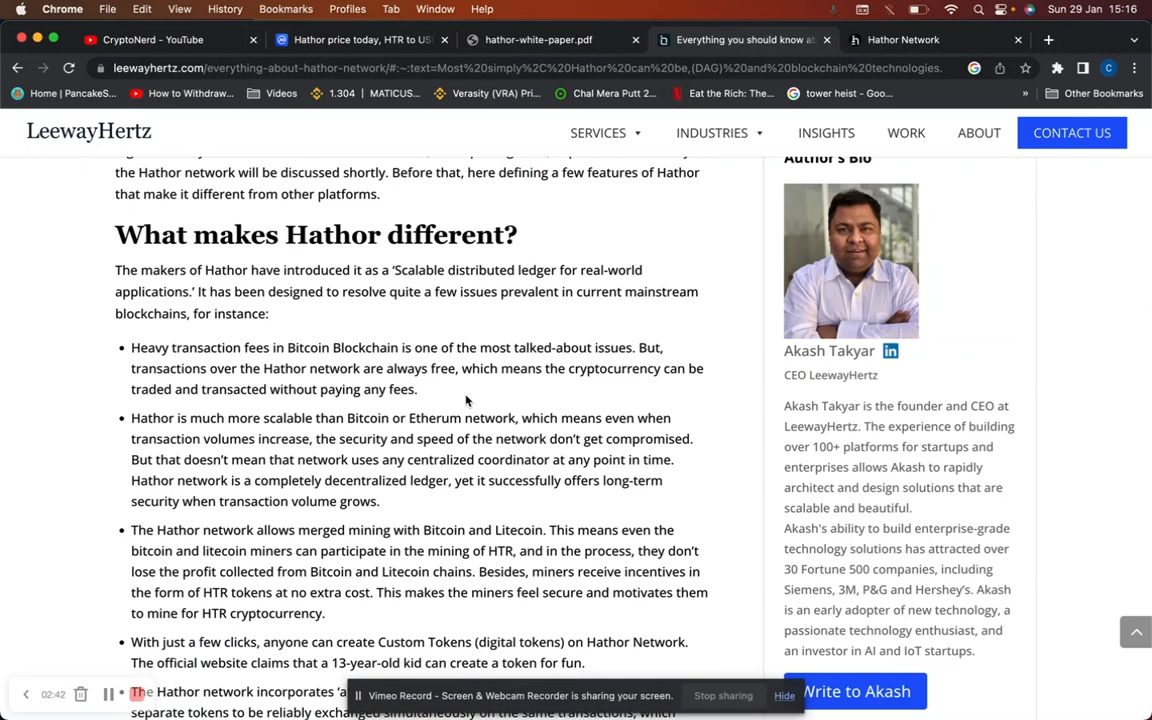 Chrome File Edit View History Bookmarks Profiles Tab Window Help Sun 29 Jan 15:16
CryptoNerd - YouTube Hathor price today, HTR to US hathor-white-paper.pdf Everything you should know ab Hathor Network
leewayhertz.com/everything-about-hathor-network/#:~:text=Most%20simply%2C%20Hathor%20can%20be,(DAG)%20and%20blockchain%20technologies. C
Home | PancakeS... How to Withdraw... Videos 1.304 | MATICUS... Verasity (VRA) Pri... Chal Mera Putt 2... Eat the Rich: The... tower heist - Goo... » Other Bookmarks
LeewayHertz SERVICES INDUSTRIES INSIGHTS WORK ABOUT CONTACT US
the Hathor network will be discussed shortly. Before that, here defining a few features of Hathor
that make it different from other platforms.
What makes Hathor different?
The makers of Hathor have introduced it as a ‘Scalable distributed ledger for real-world
applications.’ It has been designed to resolve quite a few issues prevalent in current mainstream
blockchains, for instance:
• Heavy transaction fees in Bitcoin Blockchain is one of the most talked-about issues. But,
transactions over the Hathor network are always free, which means the cryptocurrency can be
traded and transacted without paying any fees.
• Hathor is much more scalable than Bitcoin or Etherum network, which means even when
transaction volumes increase, the security and speed of the network don’t get compromised.
But that doesn’t mean that network uses any centralized coordinator at any point in time.
Hathor network is a completely decentralized ledger, yet it successfully offers long-term
security when transaction volume grows.
• The Hathor network allows merged mining with Bitcoin and Litecoin. This means even the
bitcoin and litecoin miners can participate in the mining of HTR, and in the process, they don’t
lose the profit collected from Bitcoin and Litecoin chains. Besides, miners receive incentives in
the form of HTR tokens at no extra cost. This makes the miners feel secure and motivates them
to mine for HTR cryptocurrency.
• With just a few clicks, anyone can create Custom Tokens (digital tokens) on Hathor Network.
The official website claims that a 13-year-old kid can create a token for fun.
• The Hathor network incorporates ‘a
separate tokens to be reliably exchanged simultaneously on the same transactions, which
Author’s Bio
Akash Takyar in
CEO LeewayHertz
Akash Takyar is the founder and CEO at
LeewayHertz. The experience of building
over 100+ platforms for startups and
enterprises allows Akash to rapidly
architect and design solutions that are
scalable and beautiful.
Akash's ability to build enterprise-grade
technology solutions has attracted over
30 Fortune 500 companies, including
Siemens, 3M, P&G and Hershey’s. Akash
is an early adopter of new technology, a
passionate technology enthusiast, and
an investor in AI and IoT startups.
Write to Akash
02:42
Vimeo Record - Screen & Webcam Recorder is sharing your screen. Stop sharing Hide